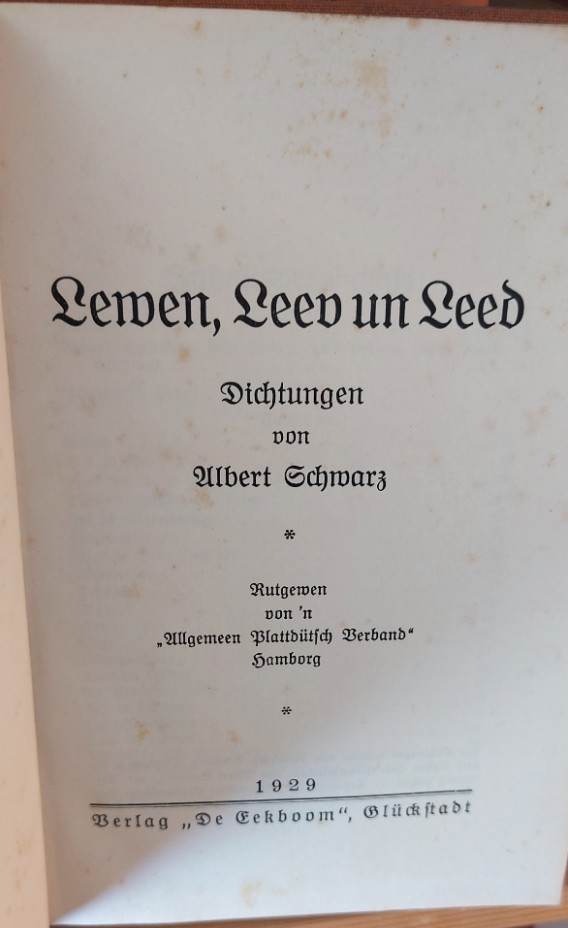 Lewen, Leev un Leed
Dichtungen
von
Albert Schwarz
*
Rutgewen
von 'n
„Allgemeen Plattdütsch Verband“
Hamborg
*
1929
Verlag „De Eekboom“, Glückstadt